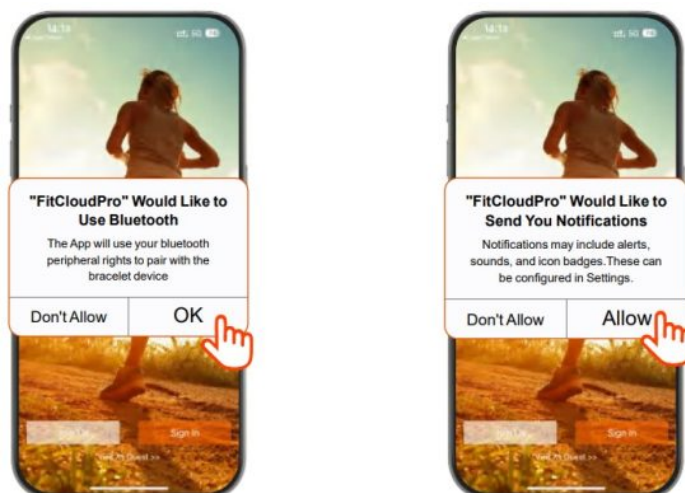 14:13
5G
"FitCloudPro" Would Like to
Use Bluetooth
The App will use your bluetooth
peripheral rights to pair with the
bracelet device
Don't Allow
OK
Sign In
14:13
5G
"FitCloudPro" Would Like to
Send You Notifications
Notifications may include alerts,
sounds, and icon badges.These can
be configured in Settings.
Don't Allow
Allow
Sign In